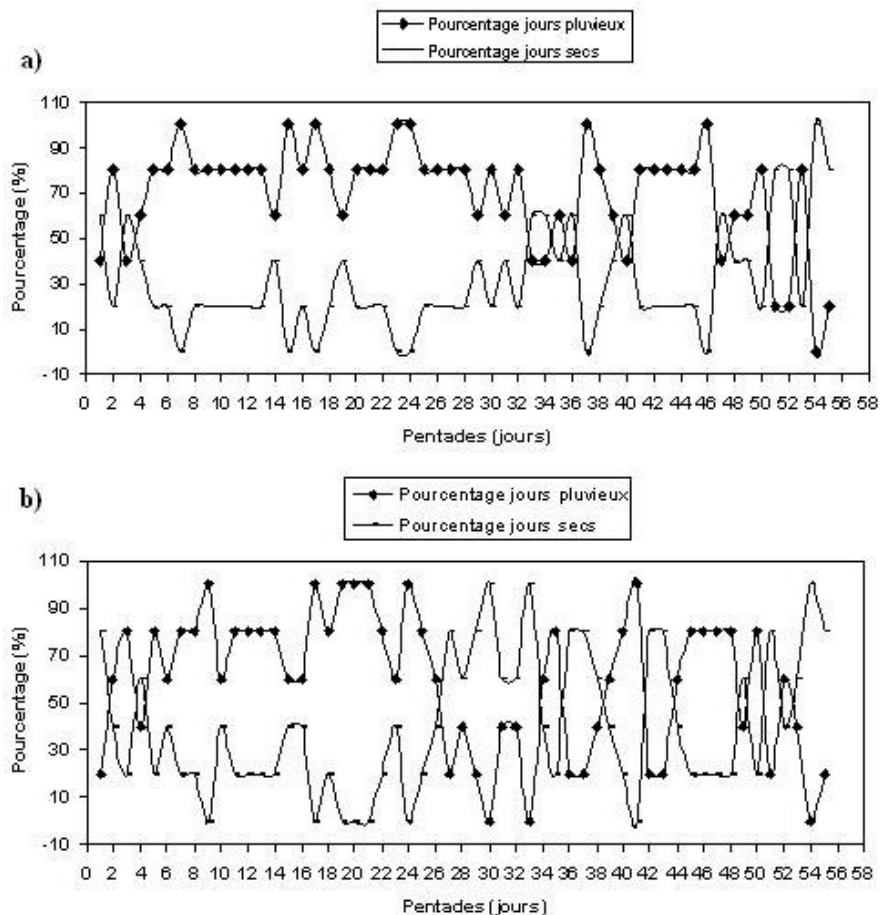 Pourcentage jours pluvieux
Pourcentage jours secs
a)
110
90
70
50
30
10
-10
Pourcentage (%)
0 2 4 6 8 10 12 14 16 18 20 22 24 26 28 30 32 34 36 38 40 42 44 46 48 50 52 54 56 58
Pentades (jours)
b)
Pourcentage jours pluvieux
Pourcentage jours secs
110
90
70
50
30
10
-10
Pourcentage (%)
0 2 4 6 8 10 12 14 16 18 20 22 24 26 28 30 32 34 36 38 40 42 44 46 48 50 52 54 56 58
Pentades (jours)